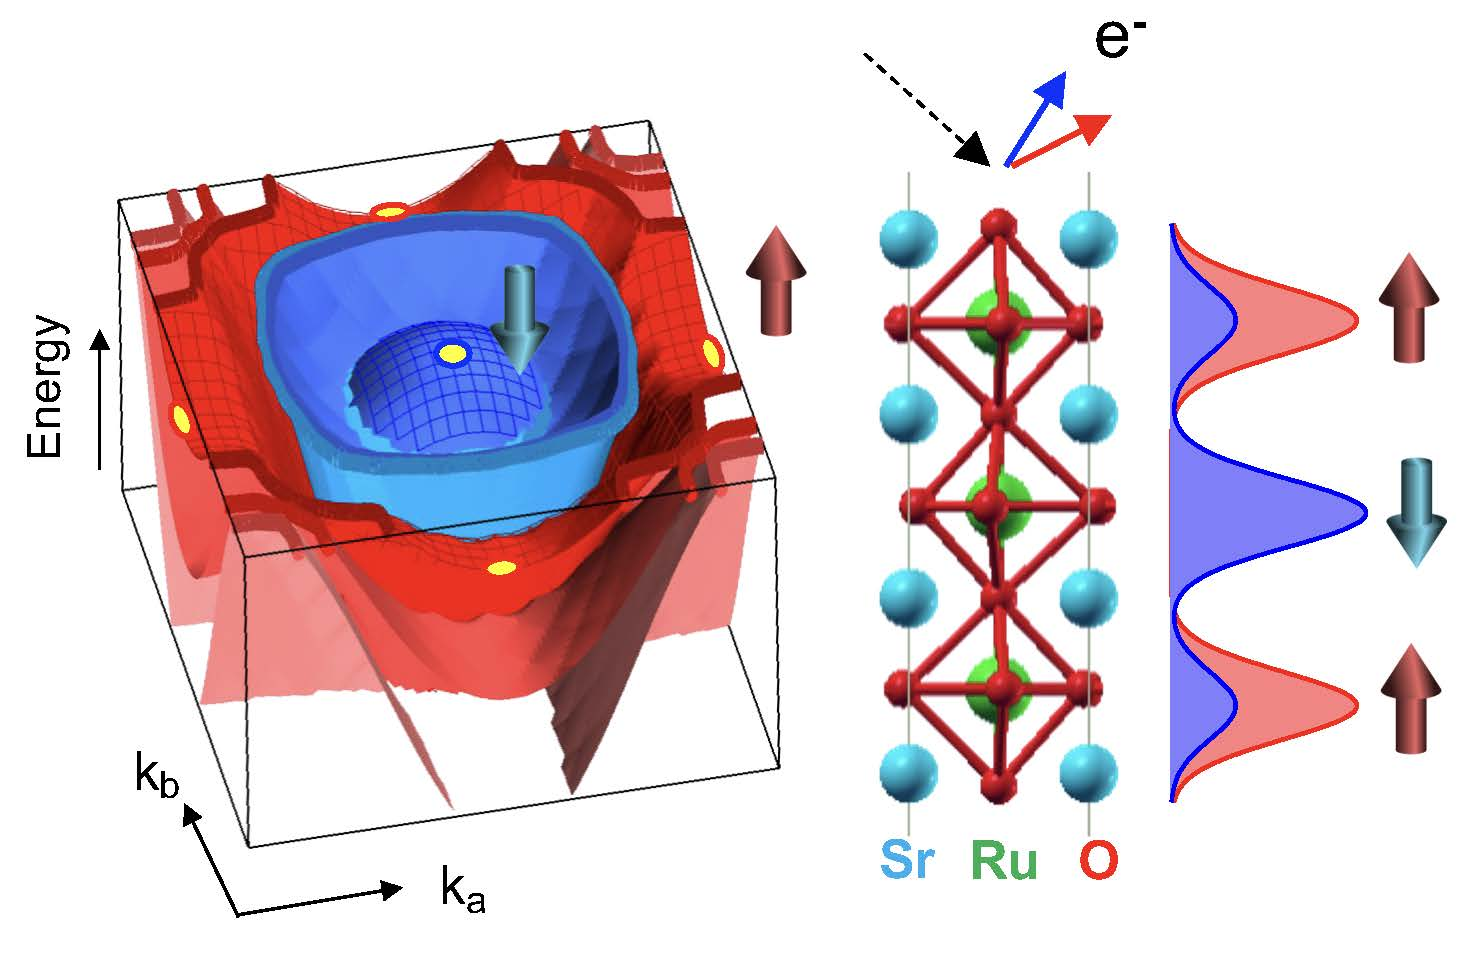 e-
Energy
kb
ka
Sr Ru O